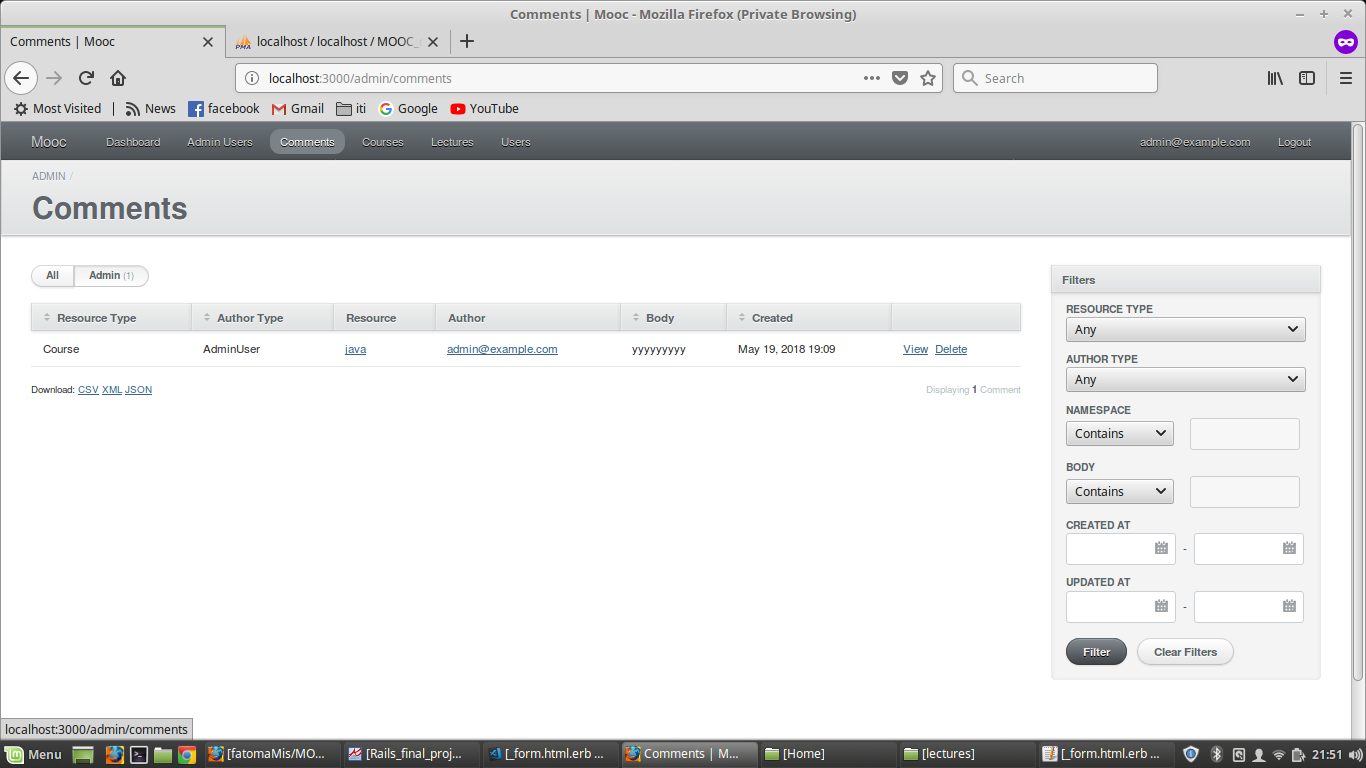 Comments | Mooc - Mozilla Firefox (Private Browsing)
Comments | Mooc
PMA localhost / localhost / MOOC_
localhost:3000/admin/comments
Search
Most Visited | News facebook Gmail iti Google YouTube
Mooc Dashboard Admin Users Comments Courses Lectures Users admin@example.com Logout
ADMIN /
Comments
All Admin (1)
Resource Type Author Type Resource Author Body Created
Course AdminUser java admin@example.com yyyyyyyyy May 19, 2018 19:09 View Delete
Download: CSV XML JSON
Displaying 1 Comment
Filters
RESOURCE TYPE
Any
AUTHOR TYPE
Any
NAMESPACE
Contains
BODY
Contains
CREATED AT
-
UPDATED AT
-
Filter Clear Filters
localhost:3000/admin/comments
Menu [fatomaMis/MO... [Rails_final_proj... [_form.html.erb ... Comments | M... [Home] [lectures] [_form.html.erb ... 21:51